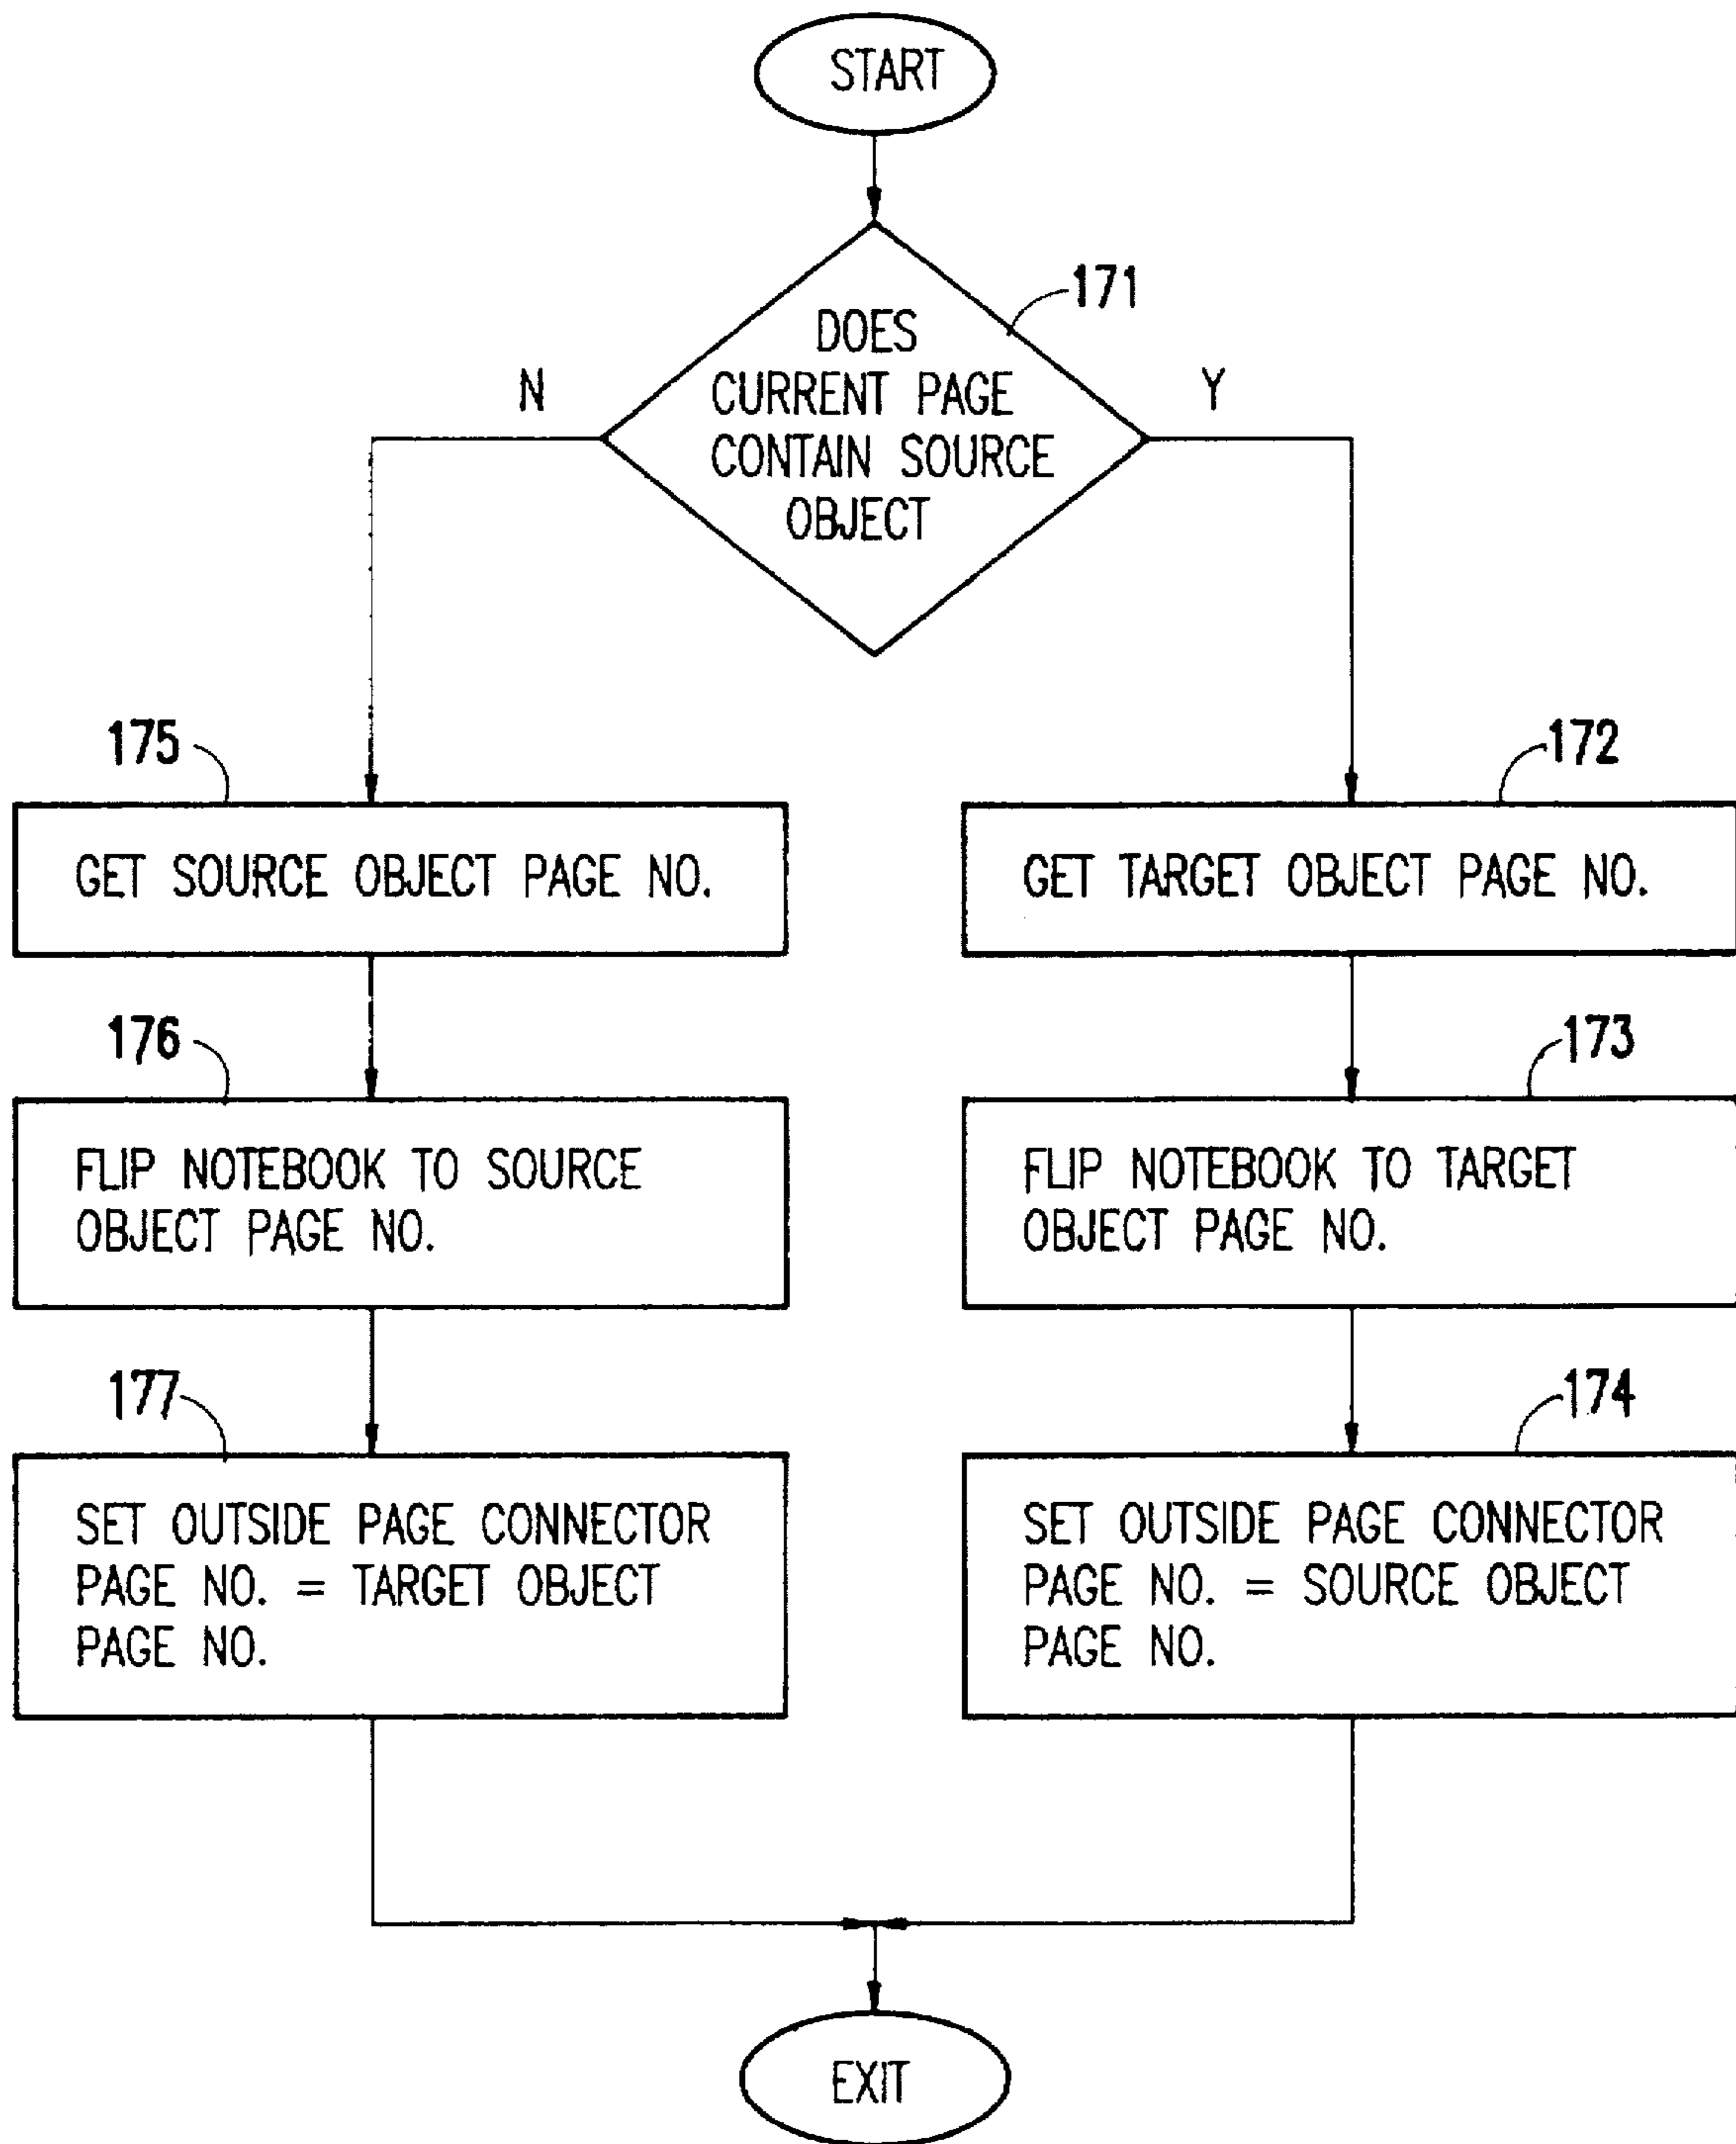 START
171
DOES
CURRENT PAGE
CONTAIN SOURCE
OBJECT
N
Y
175
GET SOURCE OBJECT PAGE NO.
176
FLIP NOTEBOOK TO SOURCE
OBJECT PAGE NO.
177
SET OUTSIDE PAGE CONNECTOR
PAGE NO. = TARGET OBJECT
PAGE NO.
172
GET TARGET OBJECT PAGE NO.
173
FLIP NOTEBOOK TO TARGET
OBJECT PAGE NO.
174
SET OUTSIDE PAGE CONNECTOR
PAGE NO. = SOURCE OBJECT
PAGE NO.
EXIT